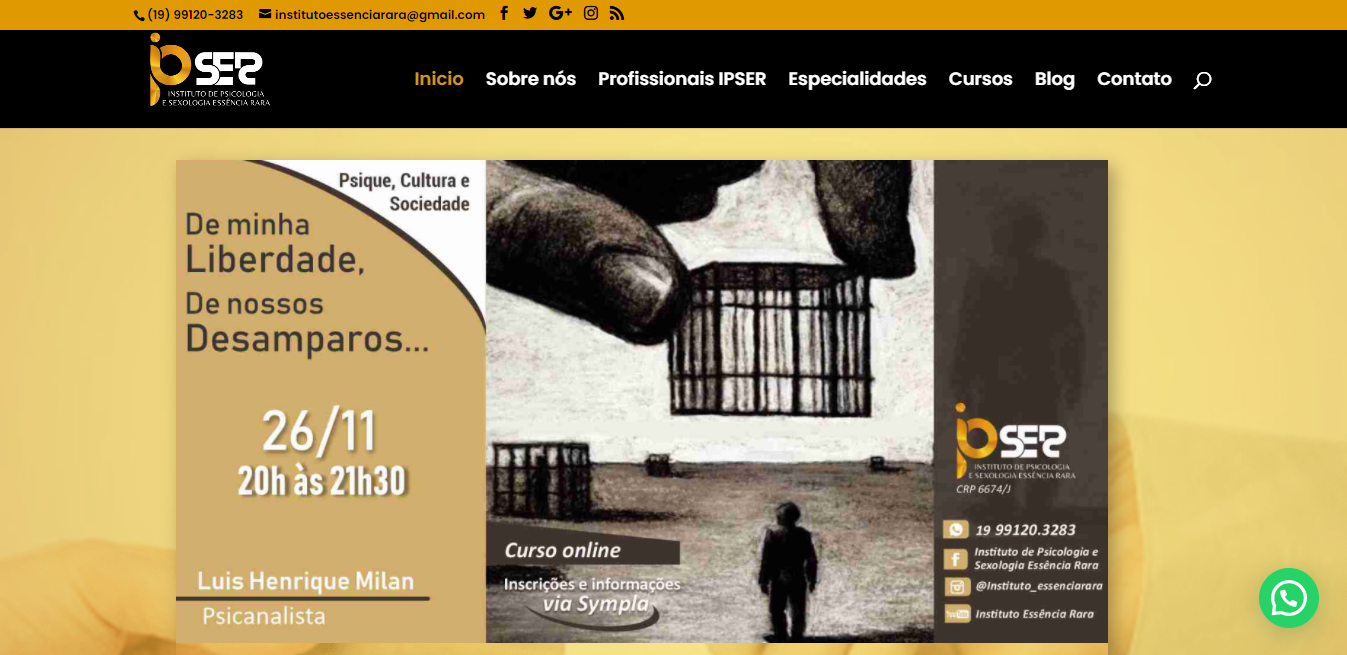 (19) 99120-3283 institutoessenciarara@gmail.com
IPSER
INSTITUTO DE PSICOLOGIA
E SEXOLOGIA ESSÊNCIA RARA
Inicio Sobre nós Profissionais IPSER Especialidades Cursos Blog Contato
Psique, Cultura e
Sociedade
De minha
Liberdade,
De nossos
Desamparos...
26/11
20h às 21h30
Luis Henrique Milan
Psicanalista
Curso online
Inscrições e informações
via Sympla
IPSER
INSTITUTO DE PSICOLOGIA
E SEXOLOGIA ESSÊNCIA RARA
CRP 6674/J
19 99120.3283
Instituto de Psicologia e
Sexologia Essência Rara
@Instituto_essenciarara
Instituto Essência Rara